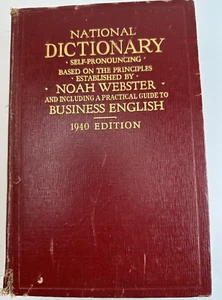 NATIONAL
DICTIONARY
· SELF-PRONOUNCING ·
BASED ON THE PRINCIPLES
· ESTABLISHED BY ·
NOAH WEBSTER
AND INCLUDING A PRACTICAL GUIDE TO
BUSINESS ENGLISH
1940 EDITION